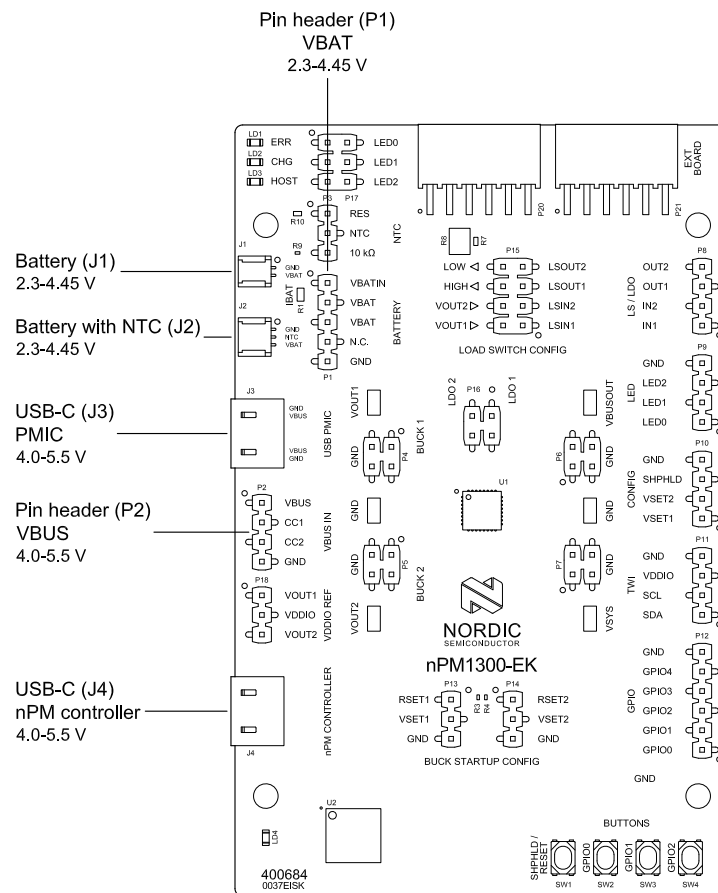 Pin header (P1)
VBAT
2.3-4.45 V
LD1
ERR
LED0
LD2
CHG
LED1
LD3
HOST
LED2
P3
P17
P20
P21
EXT
BOARD
R10
RES
NTC
10 kΩ
NTC
R9
R8
R7
P15
P8
LOW
LSOUT2
HIGH
LSOUT1
VOUT2
LSIN2
VOUT1
LSIN1
LOAD SWITCH CONFIG
OUT2
OUT1
IN2
IN1
LS / LDO
Battery (J1)
2.3-4.45 V
J1
GND
VBAT
IBAT
R1
VBATIN
VBAT
VBAT
N.C.
GND
BATTERY
P1
Battery with NTC (J2)
2.3-4.45 V
J2
GND
NTC
VBAT
P9
GND
LED2
LED1
LED0
LED
USB-C (J3)
PMIC
4.0-5.5 V
J3
GND
VBUS
VBUS
GND
USB PMIC
VOUT1
GND
P4
BUCK 1
LDO 2
P16
LDO 1
VBUSOUT
P6
GND
P10
GND
SHPHLD
VSET2
VSET1
CONFIG
U1
Pin header (P2)
VBUS
4.0-5.5 V
P2
VBUS
CC1
CC2
GND
VBUS IN
GND
GND
GND
P5
BUCK 2
VOUT2
P7
GND
VSYS
P11
GND
VDDIO
SCL
SDA
TWI
P18
VOUT1
VDDIO
VOUT2
VDDIO REF
NORDIC
SEMICONDUCTOR
nPM1300-EK
P12
GND
GPIO4
GPIO3
GPIO2
GPIO1
GPIO0
GPIO
GND
USB-C (J4)
nPM controller
4.0-5.5 V
J4
nPM CONTROLLER
P13
R3
R4
P14
RSET1
RSET2
VSET1
VSET2
GND
GND
BUCK STARTUP CONFIG
U2
LD4
400684
0037EISK
BUTTONS
SHPHLD /
RESET
GPIO0
GPIO1
GPIO2
SW1
SW2
SW3
SW4